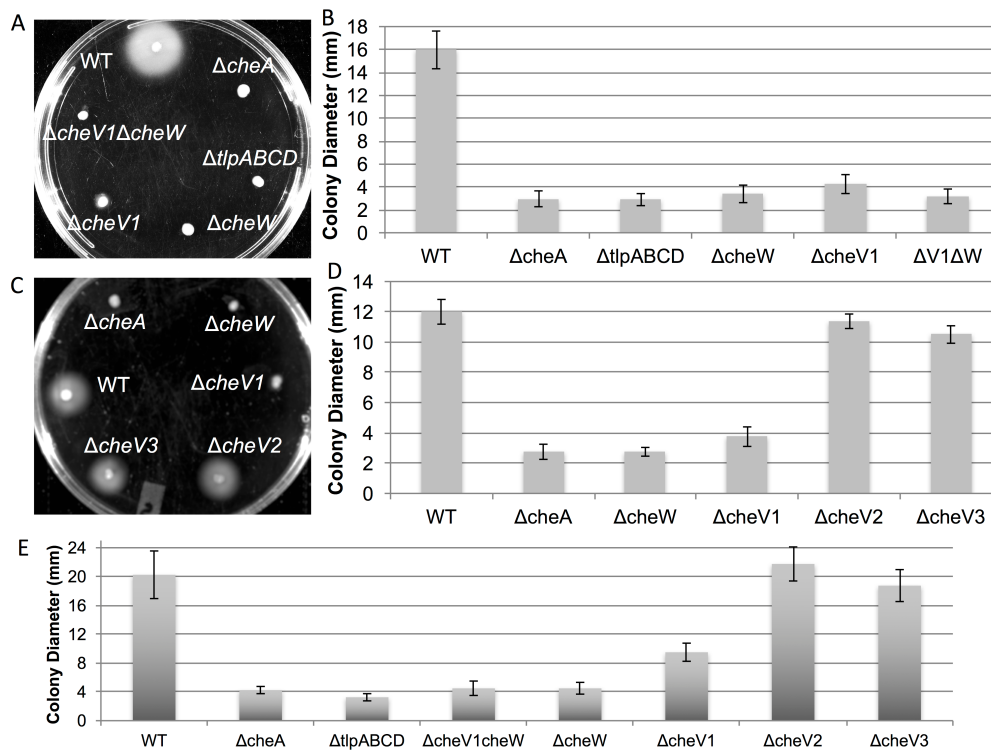 A
WT
ΔcheA
ΔcheV1ΔcheW
ΔtlpABCD
ΔcheV1
ΔcheW
B
Colony Diameter (mm)
18
16
14
12
10
8
6
4
2
0
WT
ΔcheA
ΔtlpABCD
ΔcheW
ΔcheV1
ΔV1ΔW
C
ΔcheA
ΔcheW
WT
ΔcheV1
ΔcheV3
ΔcheV2
D
Colony Diameter (mm)
14
12
10
8
6
4
2
0
WT
ΔcheA
ΔcheW
ΔcheV1
ΔcheV2
ΔcheV3
E
Colony Diameter (mm)
24
20
16
12
8
4
0
WT
ΔcheA
ΔtlpABCD
ΔcheV1cheW
ΔcheW
ΔcheV1
ΔcheV2
ΔcheV3